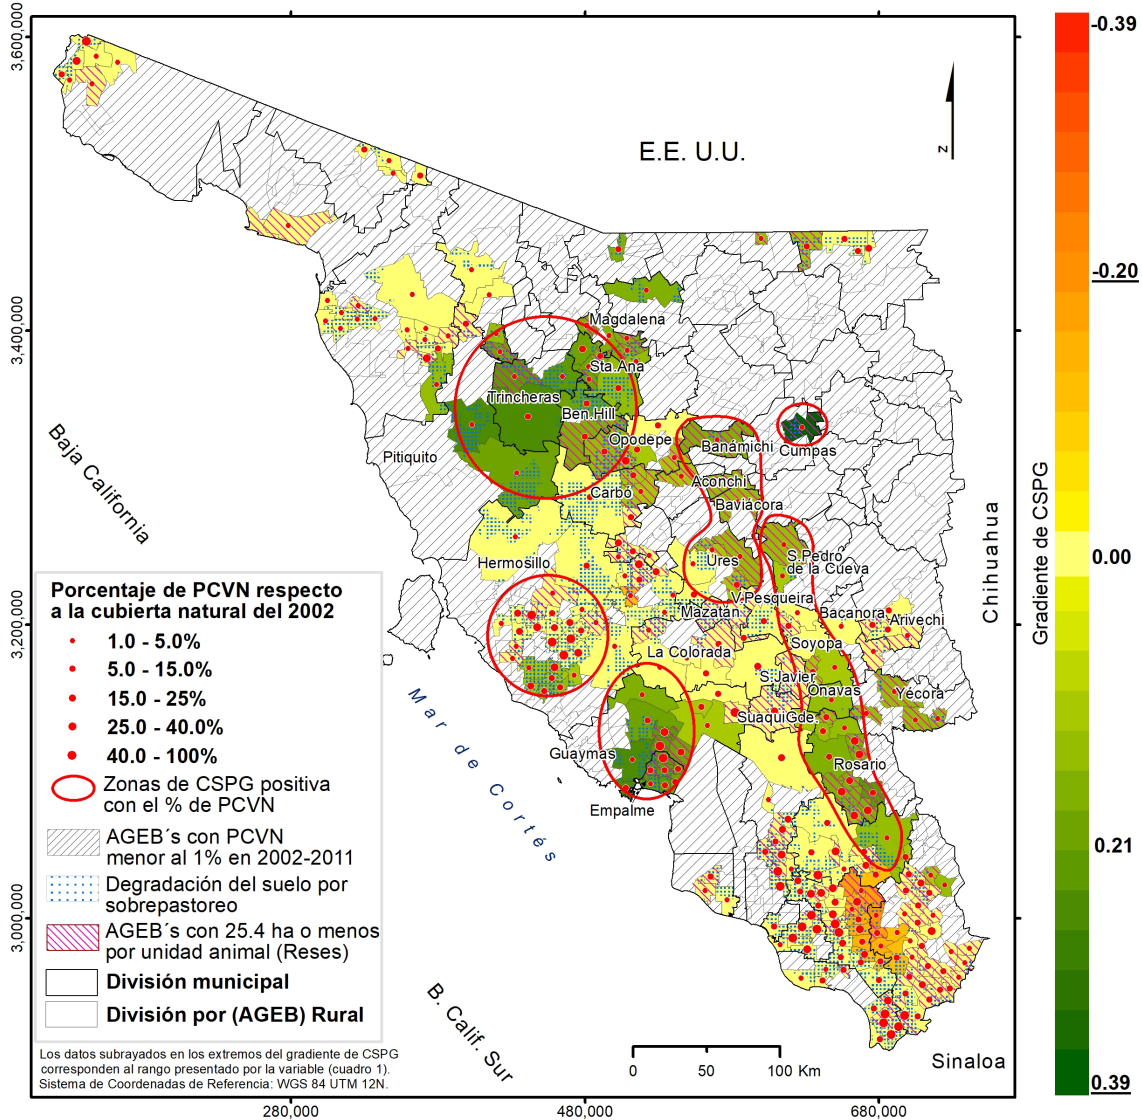 3,600,000
3,400,000
3,200,000
3,000,000
280,000
480,000
680,000
E.E. U.U.
z
Magdalena
Sta.Ana
Trincheras
Ben.Hill
Opodepe
Banámichi
Cumpas
Pitiquito
Aconchi
Carbó
Baviácora
Baja California
Hermosillo
Ures
S.Pedro
de la Cueva
V.Pesqueira
Mazatán
Bacanora
Arivechi
Soyopa
La Colorada
S.Javier
Onavas
Yécora
SuaquiGde.
Guaymas
Rosario
Empalme
Mar de Cortés
B. Calif. Sur
Chihuahua
Sinaloa
0 50 100 Km
Porcentaje de PCVN respecto
a la cubierta natural del 2002
1.0 - 5.0%
5.0 - 15.0%
15.0 - 25%
25.0 - 40.0%
40.0 - 100%
Zonas de CSPG positiva
con el % de PCVN
AGEB´s con PCVN
menor al 1% en 2002-2011
Degradación del suelo por
sobrepastoreo
AGEB´s con 25.4 ha o menos
por unidad animal (Reses)
División municipal
División por (AGEB) Rural
Los datos subrayados en los extremos del gradiente de CSPG
corresponden al rango presentado por la variable (cuadro 1).
Sistema de Coordenadas de Referencia: WGS 84 UTM 12N.
Gradiente de CSPG
-0.39
-0.20
0.00
0.21
0.39